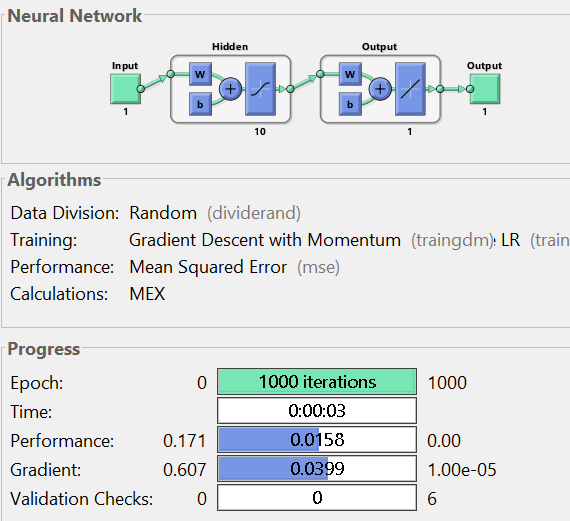 Neural Network
Hidden Output
Input Output
W W
b b
1 10 1 1
Algorithms
Data Division: Random (dividerand)
Training: Gradient Descent with Momentum (traingdm) LR (train
Performance: Mean Squared Error (mse)
Calculations: MEX
Progress
Epoch: 0 1000 iterations 1000
Time: 0:00:03
Performance: 0.171 0.0158 0.00
Gradient: 0.607 0.0399 1.00e-05
Validation Checks: 0 0 6